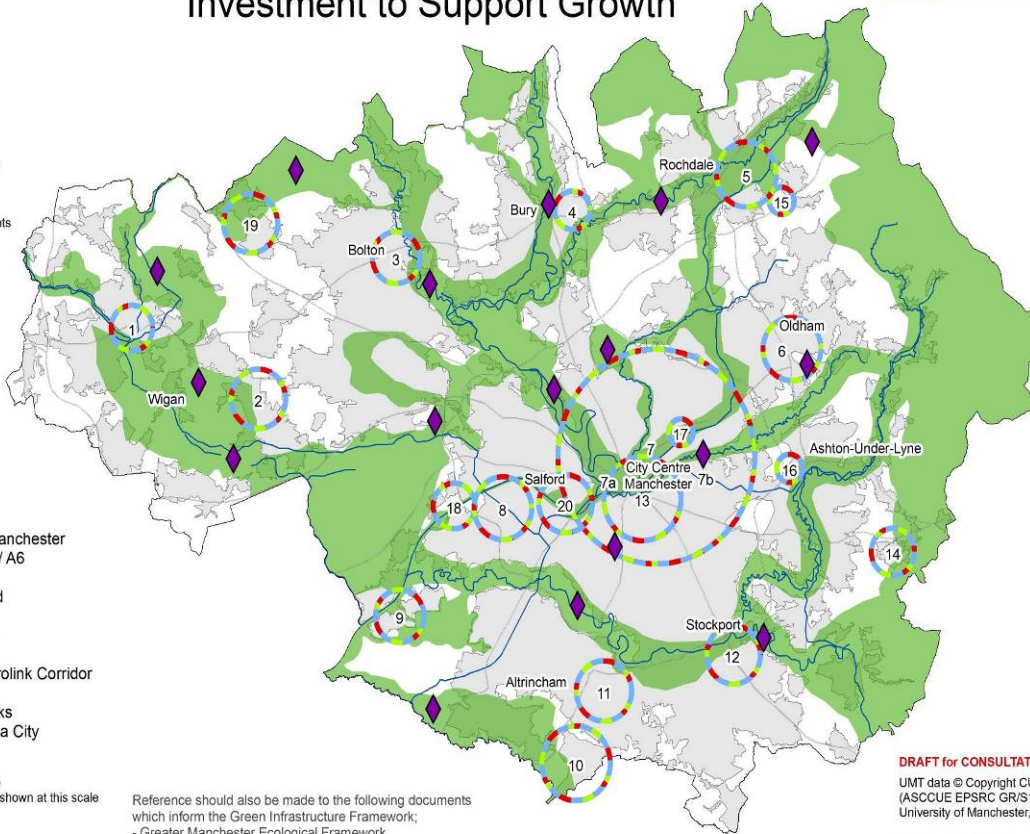 Investment to Support Growth
Rochdale
5
15
Bury
4
nts
19
Bolton
3
1
Oldham
6
Wigan
2
17
7
Ashton-Under-Lyne
City Centre
Manchester
7a
7b
16
Salford
18
8
20
13
anchester
/ A6
14
d
9
Stockport
12
rolink Corridor
Altrincham
11
ks
a City
10
shown at this scale
DRAFT for CONSULTAT
UMT data © Copyright CU
(ASCCUE EPSRC GR/S1
University of Manchester,
Reference should also be made to the following documents
which inform the Green Infrastructure Framework;
- Greater Manchester Ecological Framework